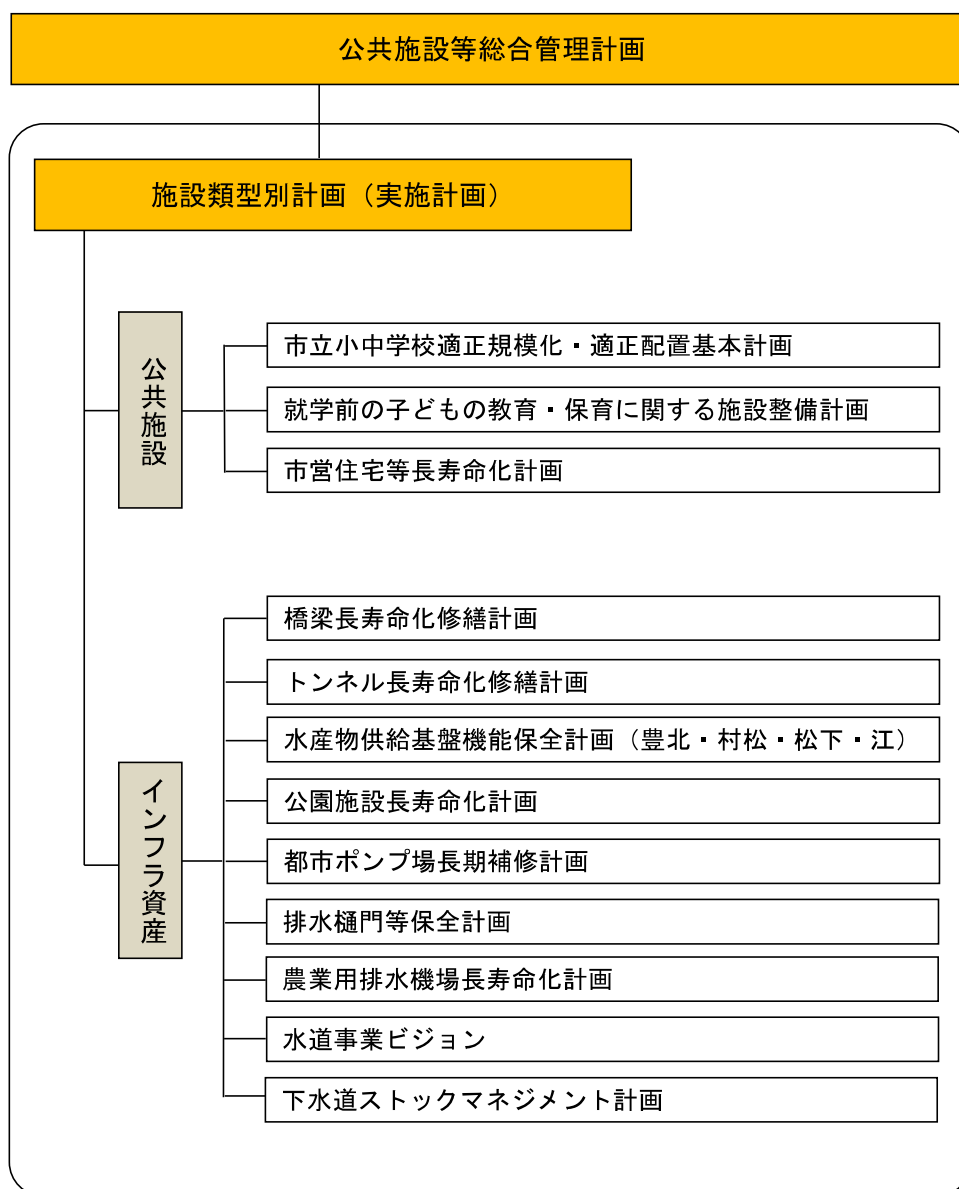 公共施設等総合管理計画
施設類型別計画（実施計画）
公共施設
市立小中学校適正規模化・適正配置基本計画
就学前の子どもの教育・保育に関する施設整備計画
市営住宅等長寿命化計画
インフラ資産
橋梁長寿命化修繕計画
トンネル長寿命化修繕計画
水産物供給基盤機能保全計画（豊北・村松・松下・江）
公園施設長寿命化計画
都市ポンプ場長期補修計画
排水樋門等保全計画
農業用排水機場長寿命化計画
水道事業ビジョン
下水道ストックマネジメント計画